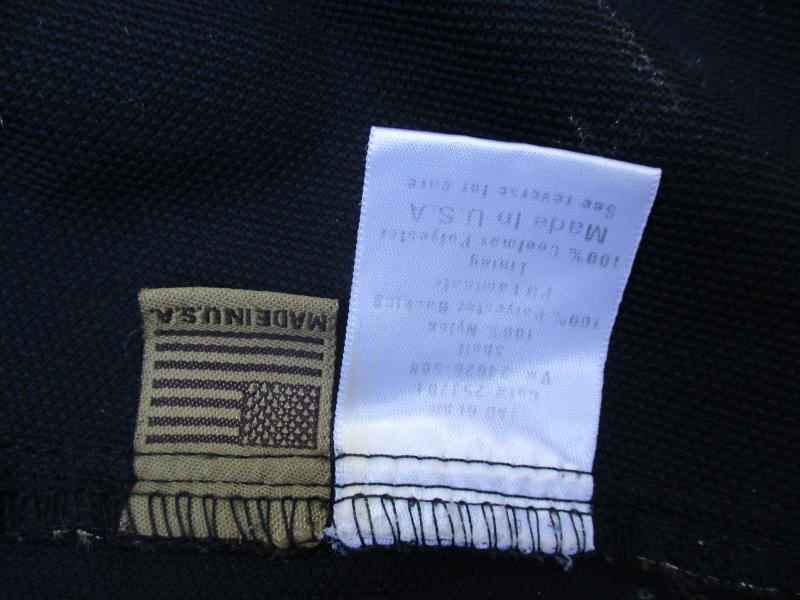 MADE IN U.S.A.
TAD GEAR
Shell
100% Nylon
100% Polyester Backing
PU Laminate
Lining
100% Coolmax Polyester
Made In U.S.A
See reverse for care